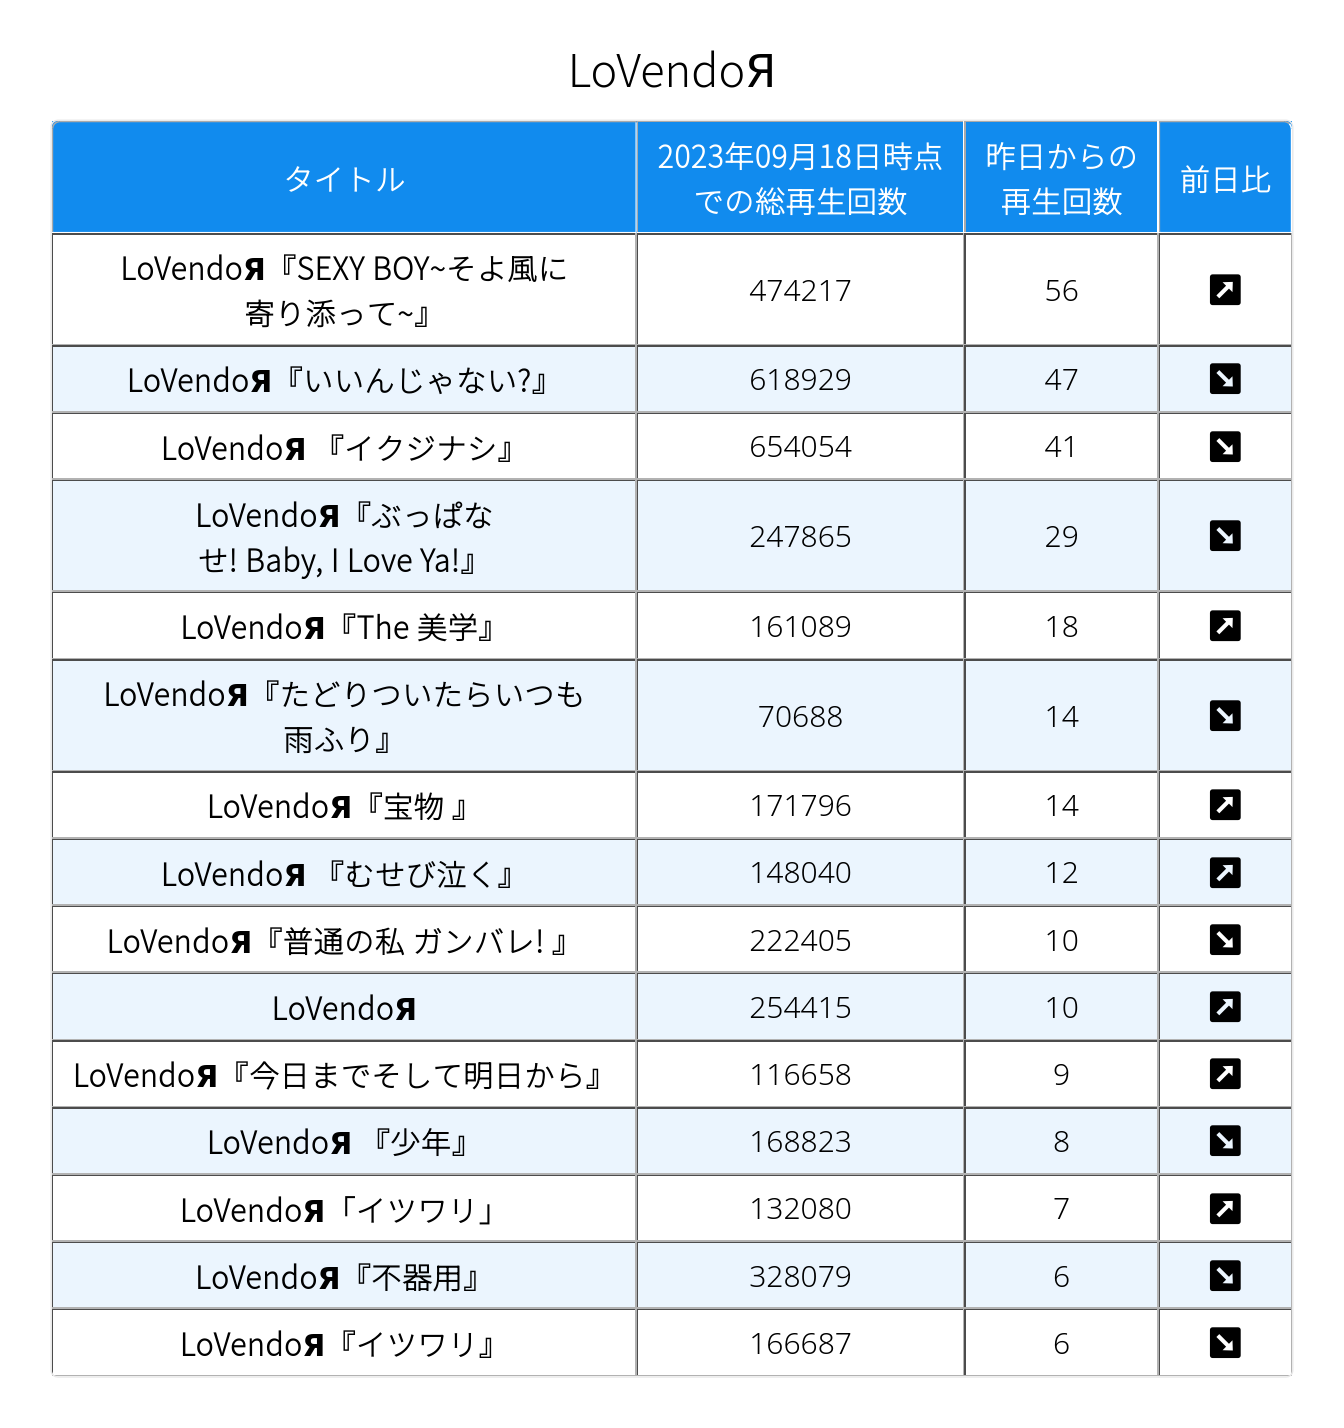 LoVendoЯ
タイトル
2023年09月18日時点
での総再生回数
昨日からの
再生回数
前日比
LoVendoЯ『SEXY BOY~そよ風に
寄り添って~』
474217
56
LoVendoЯ『いいんじゃない?』
618929
47
LoVendoЯ 『イクジナシ』
654054
41
LoVendoЯ『ぶっぱな
せ! Baby, I Love Ya!』
247865
29
LoVendoЯ『The 美学』
161089
18
LoVendoЯ『たどりついたらいつも
雨ふり』
70688
14
LoVendoЯ『宝物 』
171796
14
LoVendoЯ 『むせび泣く』
148040
12
LoVendoЯ『普通の私 ガンバレ! 』
222405
10
LoVendoЯ
254415
10
LoVendoЯ『今日までそして明日から』
116658
9
LoVendoЯ 『少年』
168823
8
LoVendoЯ「イツワリ」
132080
7
LoVendoЯ『不器用』
328079
6
LoVendoЯ『イツワリ』
166687
6